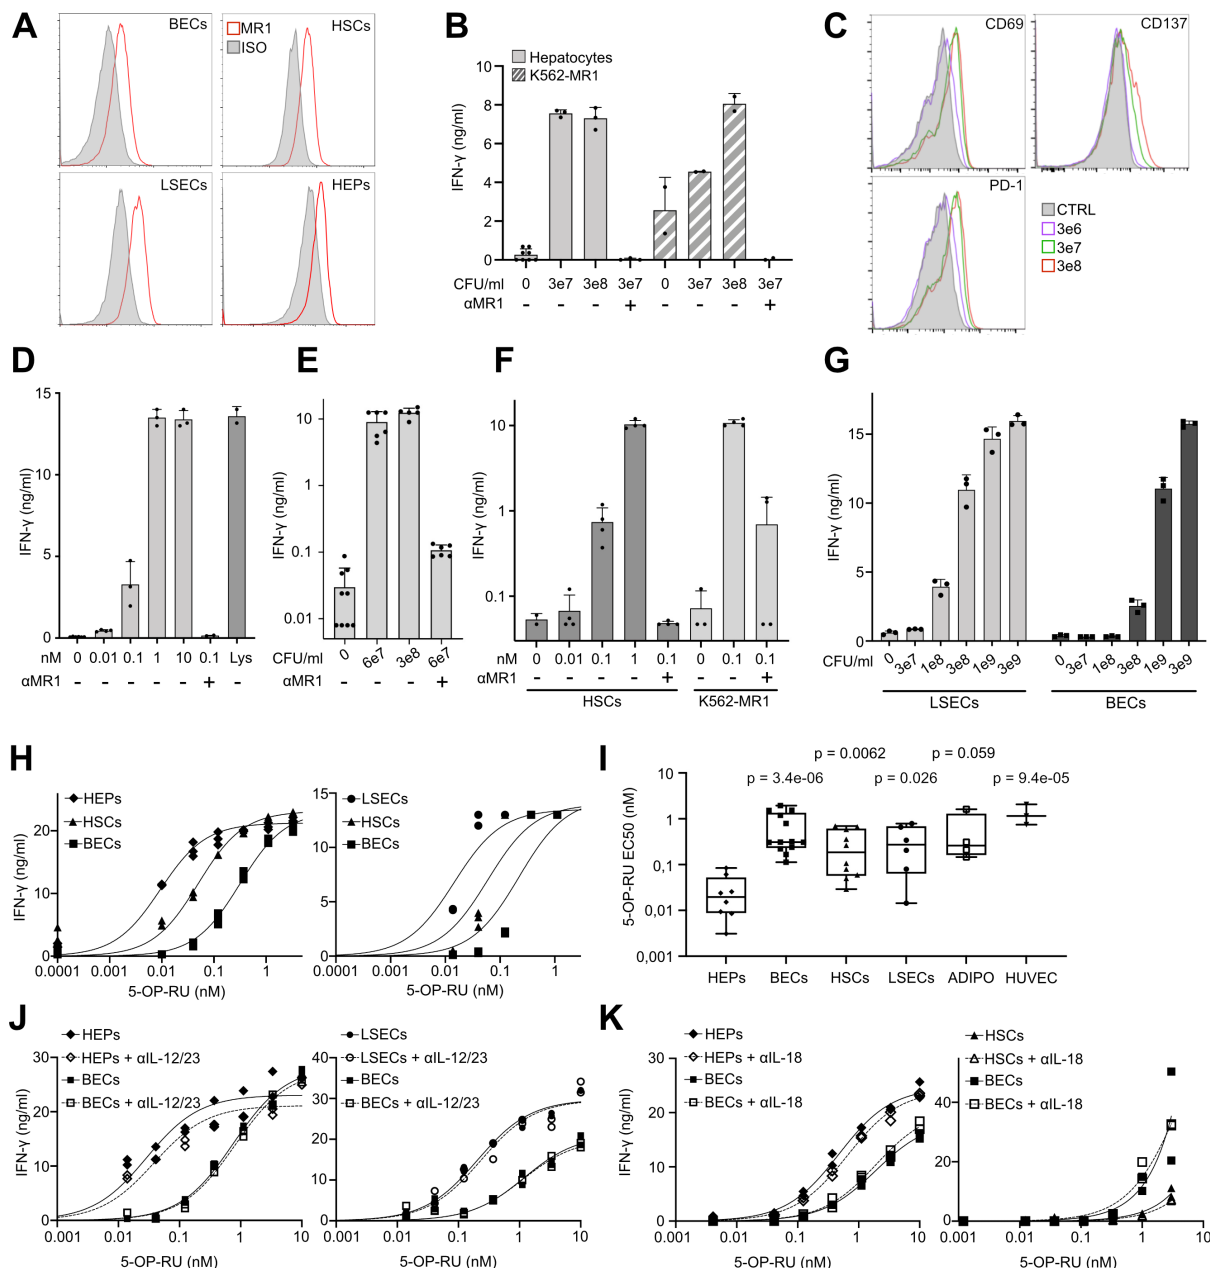 A
BECs
MR1
ISO
HSCs
LSECs
HEPs
B
Hepatocytes
K562-MR1
IFN-γ (ng/ml)
10
8
6
4
2
0
CFU/ml 0 3e7 3e8 3e7 0 3e7 3e8 3e7
αMR1 - - - + - - - +
C
CD69
CD137
PD-1
CTRL
3e6
3e7
3e8
D
IFN-γ (ng/ml)
15
10
5
0
nM 0 0.01 0.1 1 10 0.1 Lys
αMR1 - - - - - + -
E
IFN-γ (ng/ml)
10
1
0.1
0.01
CFU/ml 0 6e7 3e8 6e7
αMR1 - - - +
F
IFN-γ (ng/ml)
10
1
0.1
nM 0 0.01 0.1 1 0.1 0 0.1 0.1
αMR1 - - - - + - - +
HSCs K562-MR1
G
IFN-γ (ng/ml)
15
10
5
0
CFU/ml 0 3e7 1e8 3e8 1e9 3e9 0 3e7 1e8 3e8 1e9 3e9
LSECs BECs
H
HEPs
HSCs
BECs
IFN-γ (ng/ml)
20
10
0
0.0001 0.001 0.01 0.1 1
5-OP-RU (nM)
LSECs
HSCs
BECs
15
10
5
0
0.0001 0.001 0.01 0.1 1
5-OP-RU (nM)
I
p = 0.0062 p = 0.059
p = 3.4e-06 p = 0.026 p = 9.4e-05
5-OP-RU EC50 (nM)
10
1
0,1
0,01
0,001
HEPs BECs HSCs LSECs ADIPO HUVEC
J
HEPs
HEPs + αIL-12/23
BECs
BECs + αIL-12/23
IFN-γ (ng/ml)
30
20
10
0
0.001 0.01 0.1 1 10
5-OP-RU (nM)
LSECs
LSECs + αIL-12/23
BECs
BECs + αIL-12/23
40
30
20
10
0
0.001 0.01 0.1 1 10
5-OP-RU (nM)
K
HEPs
HEPs + αIL-18
BECs
BECs + αIL-18
IFN-γ (ng/ml)
30
20
10
0
0.001 0.01 0.1 1 10
5-OP-RU (nM)
HSCs
HSCs + αIL-18
BECs
BECs + αIL-18
60
40
20
0
0.001 0.01 0.1 1 10
5-OP-RU (nM)